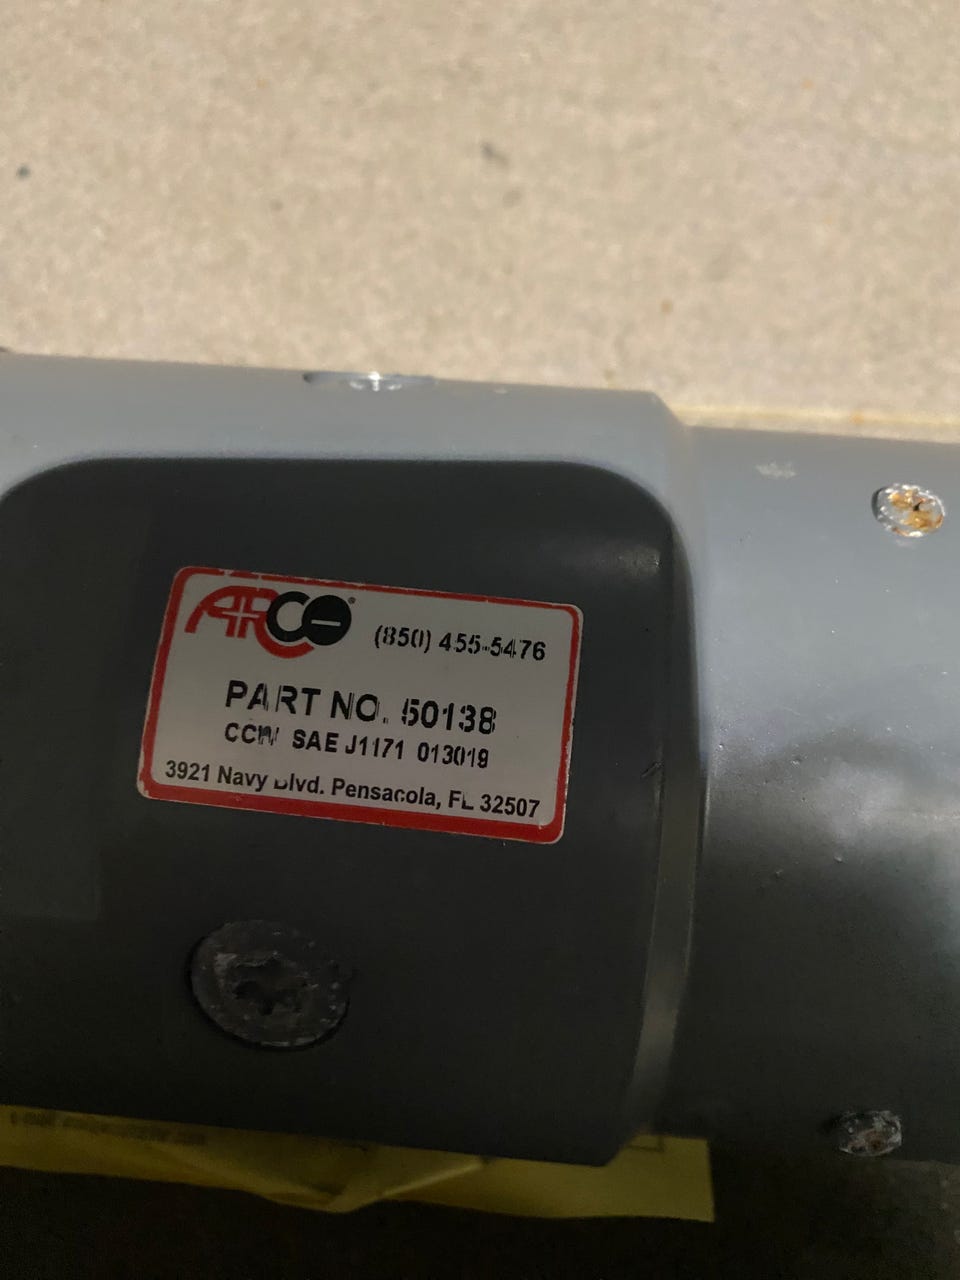 ARCO®
(850) 455-5476
PART NO. 50138
CCW SAE J1171 013019
3921 Navy Blvd. Pensacola, FL 32507